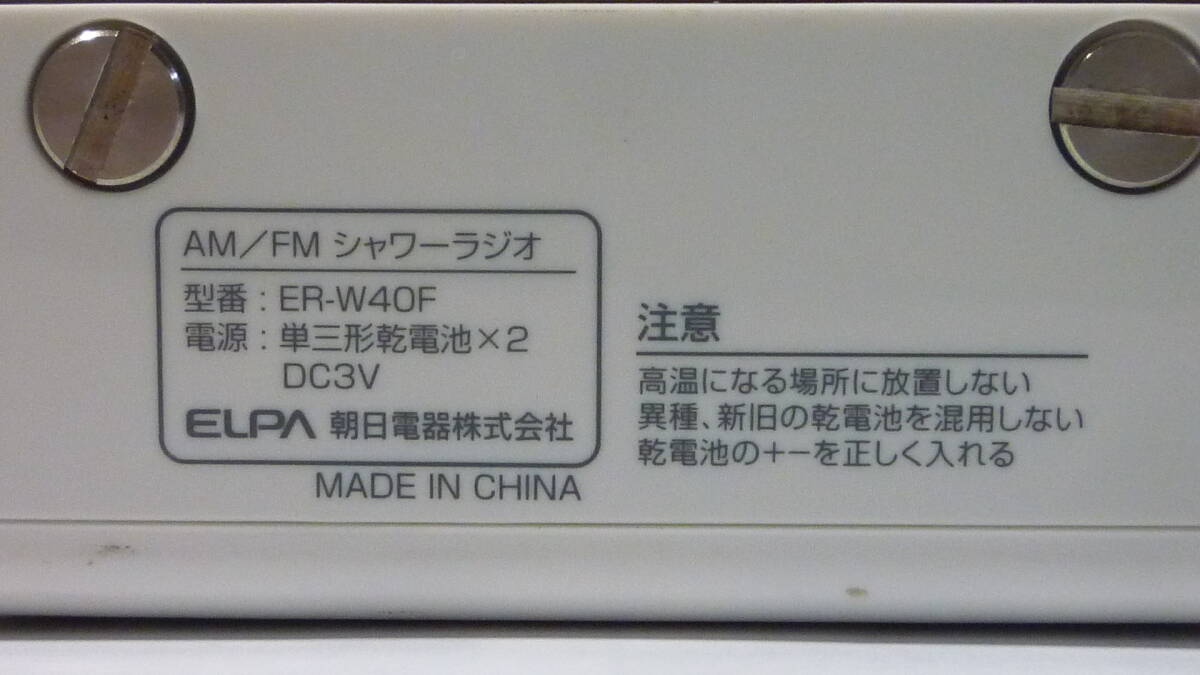 AM／FM シャワーラジオ
型番 : ER-W40F
電源 : 単三形乾電池×2
DC3V
ELPA 朝日電器株式会社
MADE IN CHINA
注意
高温になる場所に放置しない
異種、新旧の乾電池を混用しない
乾電池の+−を正しく入れる